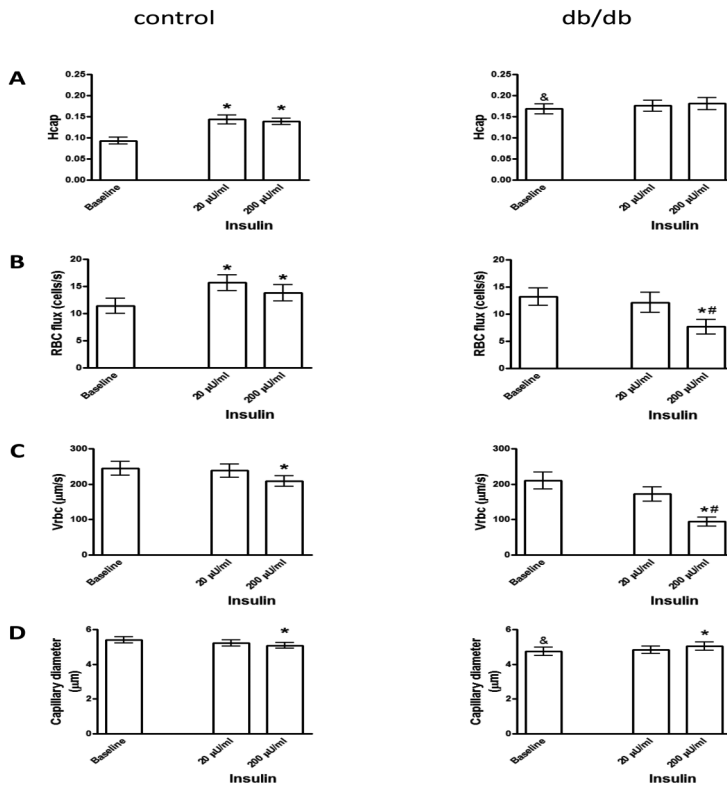 control
db/db
A
Hcap
0.25
0.20
0.15
0.10
0.05
0.00
*
*
Baseline
20 µU/ml
200 µU/ml
Insulin
Hcap
0.25
0.20
0.15
0.10
0.05
0.00
&
Baseline
20 µU/ml
200 µU/ml
Insulin
B
RBC flux (cells/s)
20
15
10
5
0
*
*
Baseline
20 µU/ml
200 µU/ml
Insulin
RBC flux (cells/s)
20
15
10
5
0
*#
Baseline
20 µU/ml
200 µU/ml
Insulin
C
Vrbc (µm/s)
300
200
100
0
*
Baseline
20 µU/ml
200 µU/ml
Insulin
Vrbc (µm/s)
300
200
100
0
*#
Baseline
20 µU/ml
200 µU/ml
Insulin
D
Capillary diameter
(µm)
6
4
2
0
*
Baseline
20 µU/ml
200 µU/ml
Insulin
Capillary diameter
(µm)
6
4
2
0
&
*
Baseline
20 µU/ml
200 µU/ml
Insulin